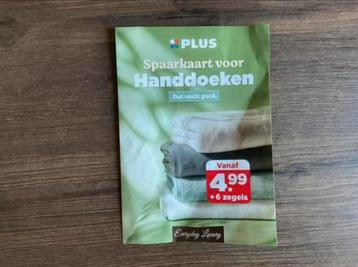 PLUS
Spaarkaart voor
Handdoeken
Dat voelt goed.
Vanaf
4.99
+ 6 zegels
Everyday Luxury